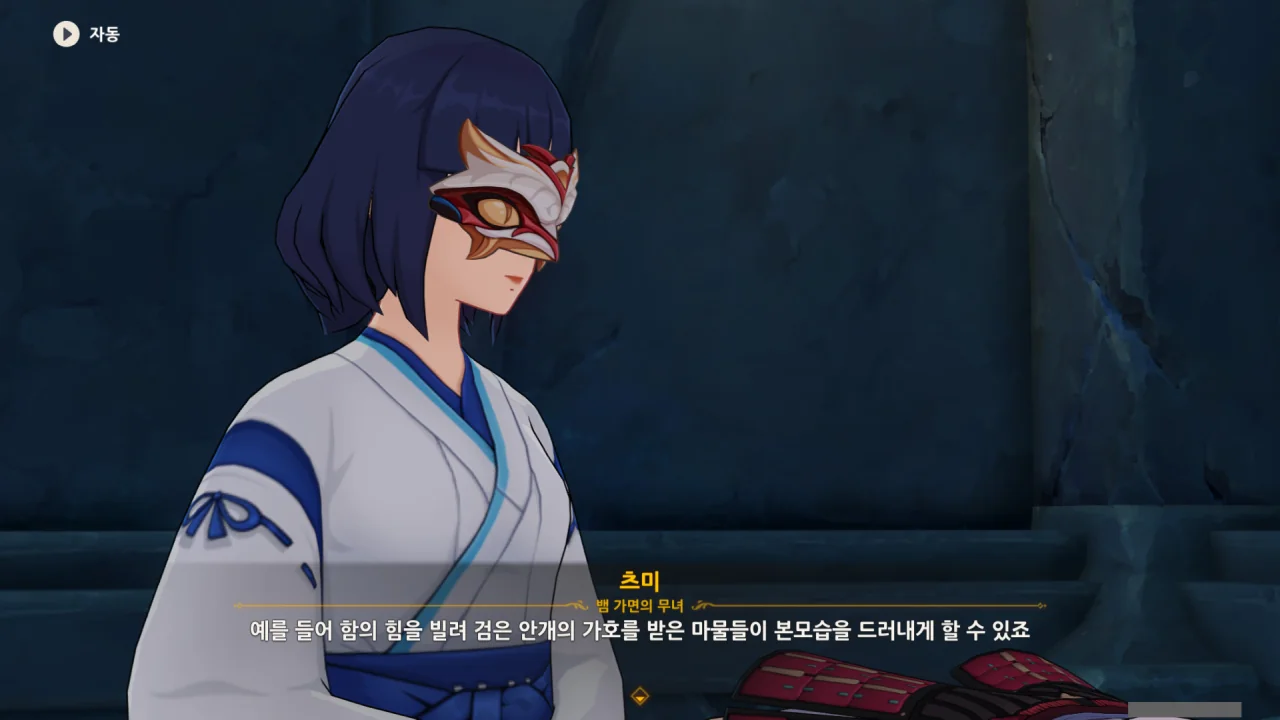 자동
츠미
뱀 가면의 무녀
예를 들어 함의 힘을 빌려 검은 안개의 가호를 받은 마물들이 본모습을 드러내게 할 수 있죠